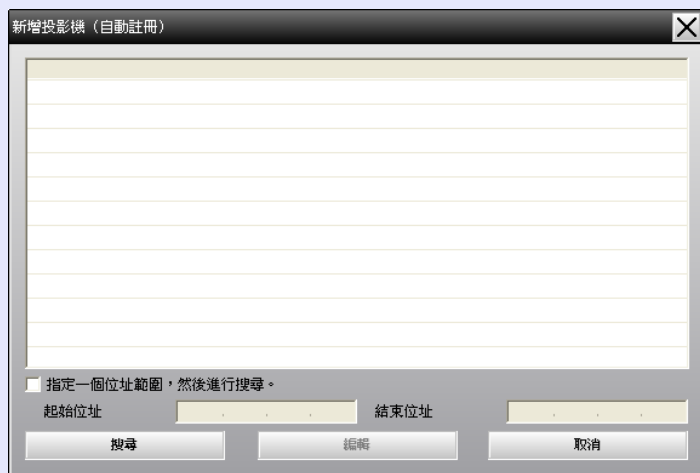 新增投影機（自動註冊）
指定一個位址範圍，然後進行搜尋。
起始位址 . . . 結束位址 . . .
搜尋 編輯 取消